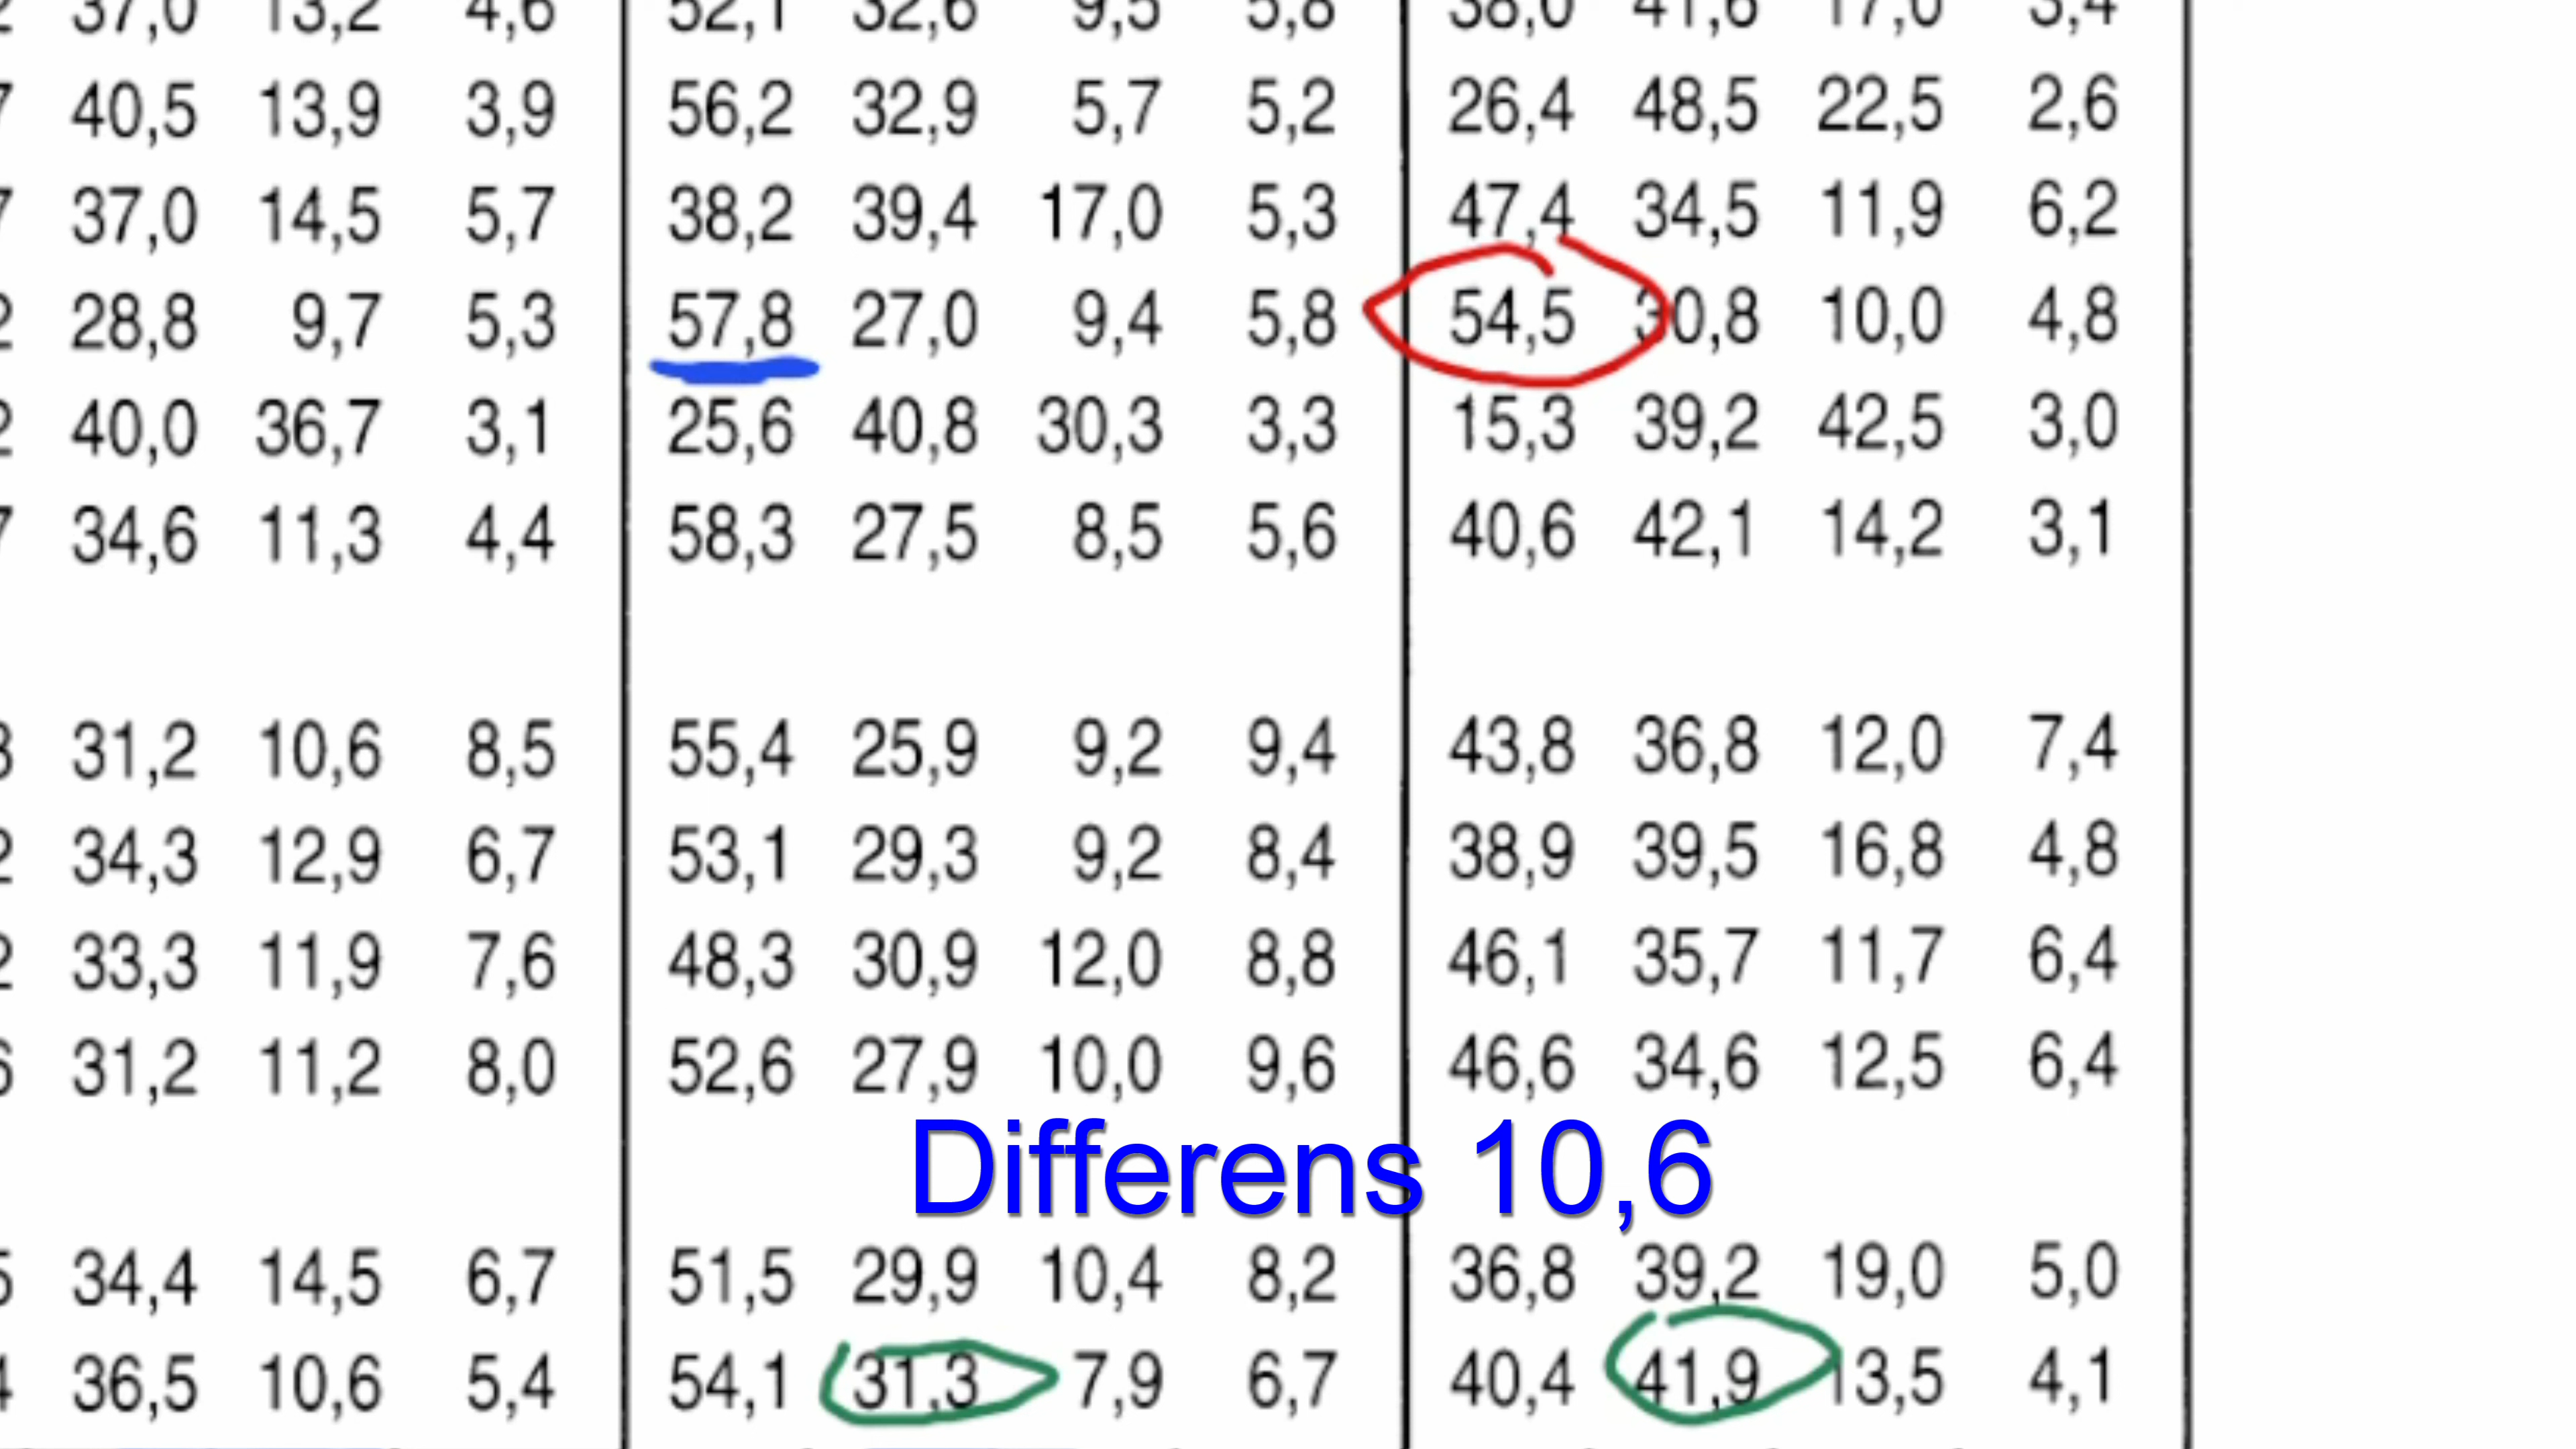 37,0 13,2 4,6 52,1 32,6 9,5 5,8 38,0 41,6 17,0 3,4
7 40,5 13,9 3,9 56,2 32,9 5,7 5,2 26,4 48,5 22,5 2,6
7 37,0 14,5 5,7 38,2 39,4 17,0 5,3 47,4 34,5 11,9 6,2
2 28,8 9,7 5,3 57,8 27,0 9,4 5,8 54,5 30,8 10,0 4,8
2 40,0 36,7 3,1 25,6 40,8 30,3 3,3 15,3 39,2 42,5 3,0
7 34,6 11,3 4,4 58,3 27,5 8,5 5,6 40,6 42,1 14,2 3,1
3 31,2 10,6 8,5 55,4 25,9 9,2 9,4 43,8 36,8 12,0 7,4
2 34,3 12,9 6,7 53,1 29,3 9,2 8,4 38,9 39,5 16,8 4,8
2 33,3 11,9 7,6 48,3 30,9 12,0 8,8 46,1 35,7 11,7 6,4
6 31,2 11,2 8,0 52,6 27,9 10,0 9,6 46,6 34,6 12,5 6,4
Differens 10,6
5 34,4 14,5 6,7 51,5 29,9 10,4 8,2 36,8 39,2 19,0 5,0
4 36,5 10,6 5,4 54,1 31,3 7,9 6,7 40,4 41,9 13,5 4,1